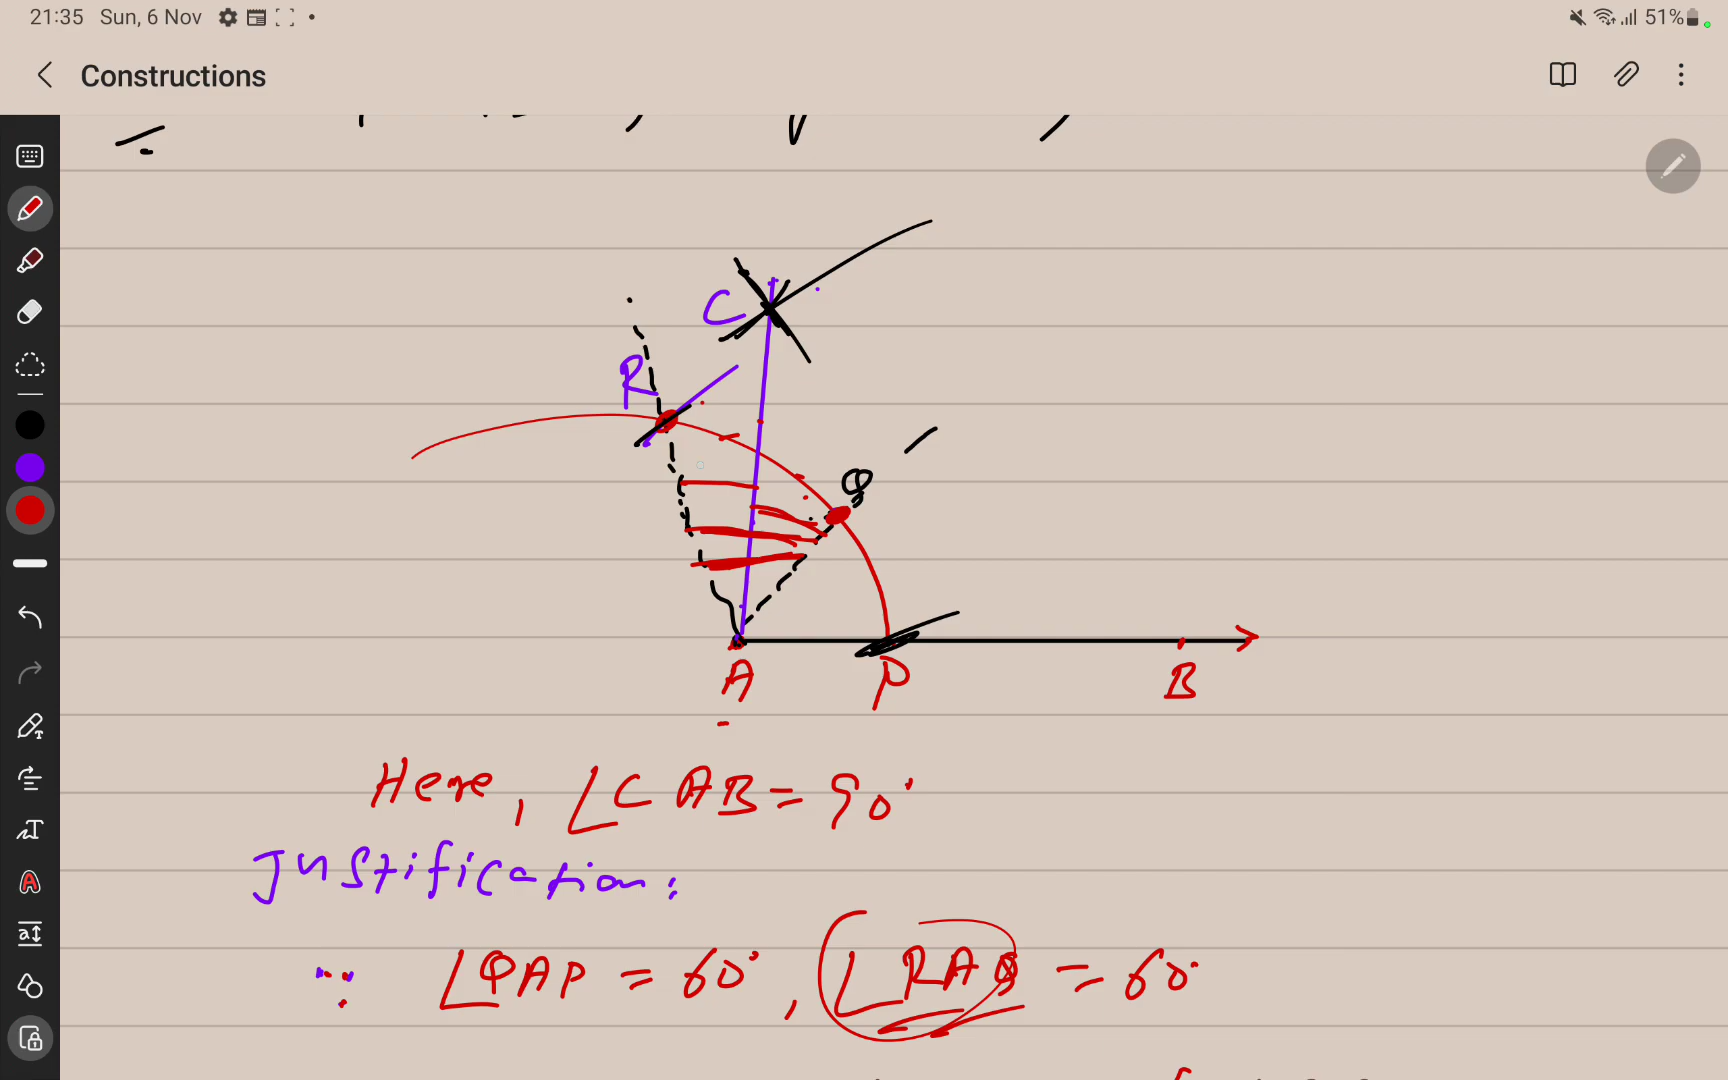 21:35 Sun, 6 Nov 51%
Constructions
C
R
Q
A P B
Here, ∠CAB = 90°
Justification:
∵ ∠QAP = 60°, ∠RAQ = 60°